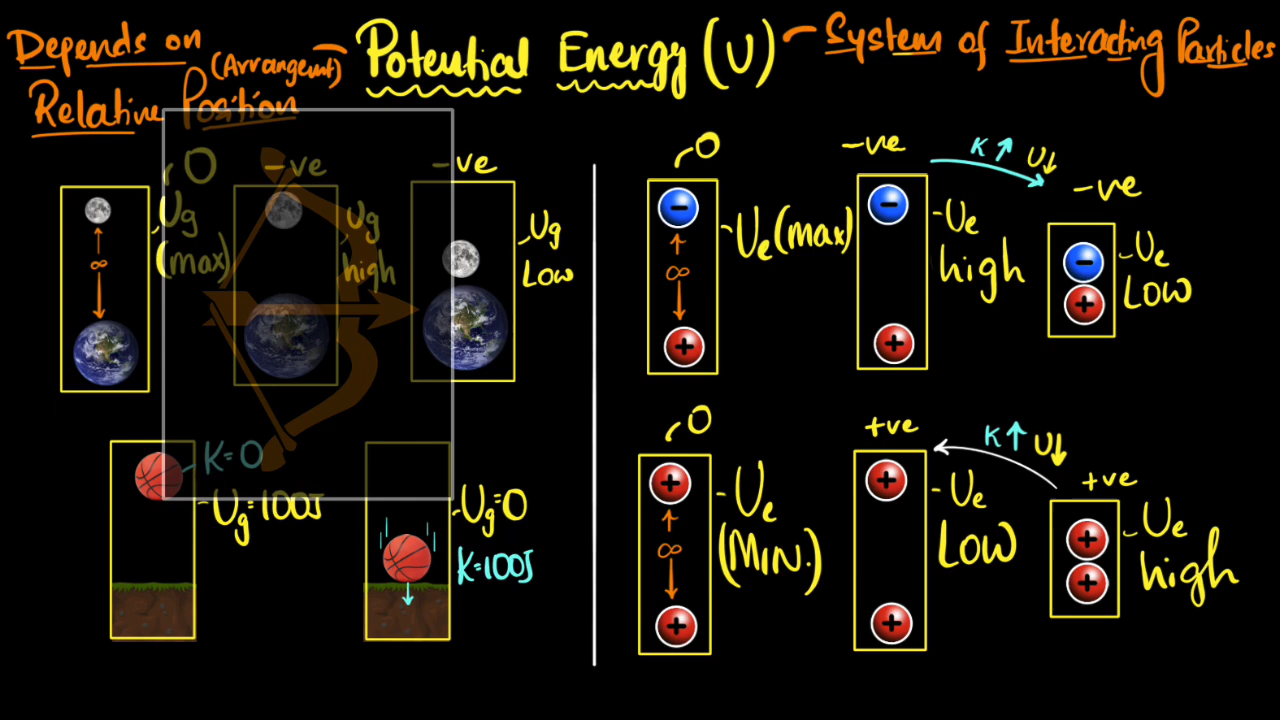 Depends on
(Arrangemt)
Relative Position
Potential Energy (U)
System of Interacting Particles
0
Ug
(max)
∞
-ve
Ug
high
-ve
Ug
Low
K=0
Ug=100J
Ug=0
K=100J
0
Ue(max)
∞
-ve
Ue
high
K↑ U↓
-ve
Ue
Low
0
Ue
(MIN.)
∞
+ve
Ue
Low
K↑ U↓
+ve
Ue
high